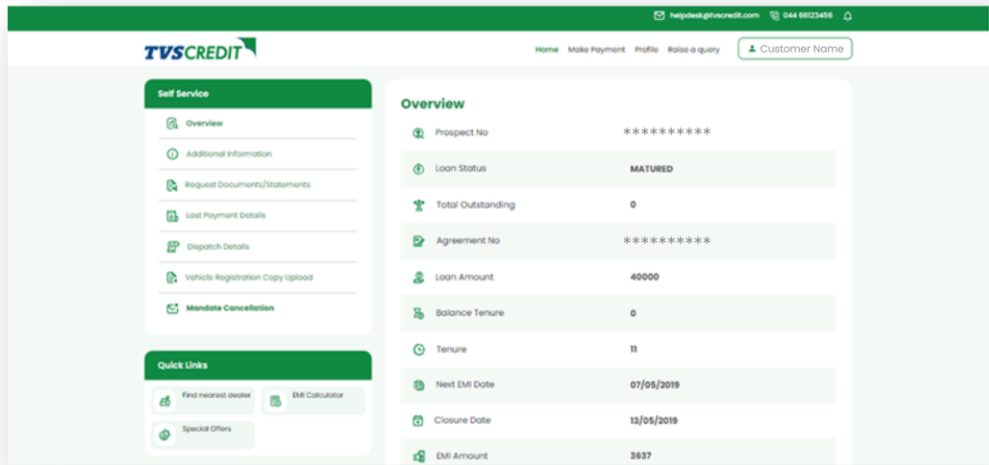 helpdesk@tvscredit.com 044 66123456
TVS CREDIT
Home Make Payment Profile Raise a query Customer Name
Self Service
Overview
Additional Information
Request Documents/Statements
Last Payment Details
Dispatch Details
Vehicle Registration Copy Upload
Mandate Cancellation
Quick Links
Find nearest dealer EMI Calculator
Special Offers
Overview
Prospect No **********
Loan Status MATURED
Total Outstanding 0
Agreement No **********
Loan Amount 40000
Balance Tenure 0
Tenure 11
Next EMI Date 07/05/2019
Closure Date 13/05/2019
EMI Amount 3637